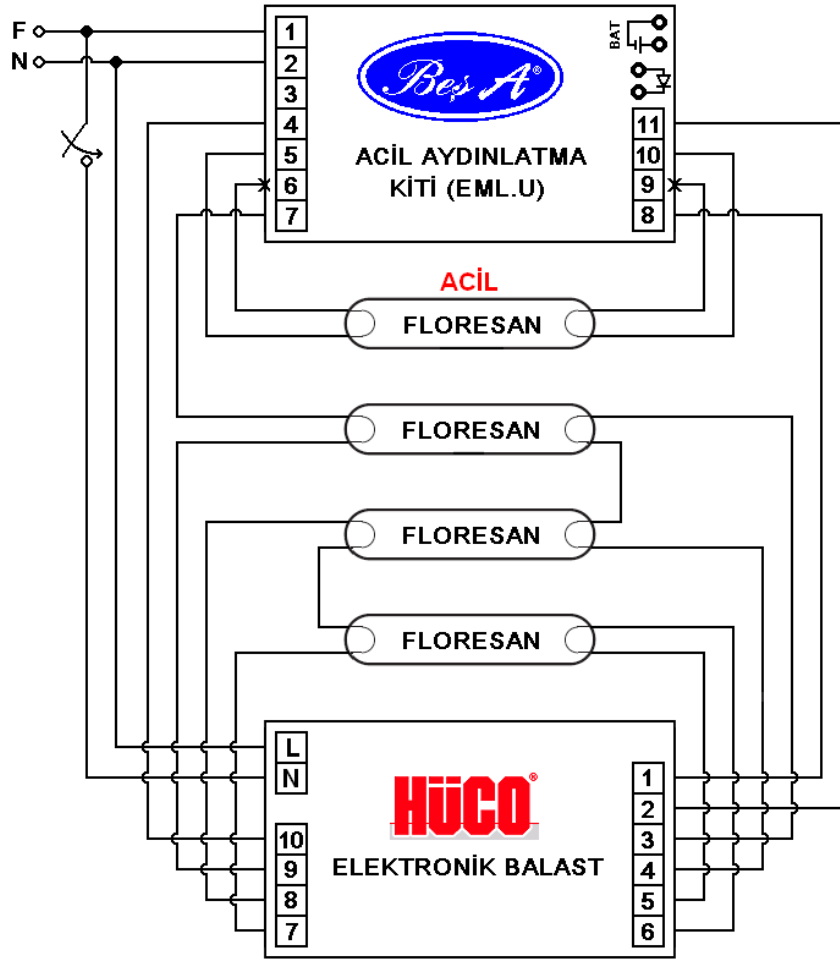 F
N
1
2
3
4
5
6
7
Beş A®
BAT
ACİL AYDINLATMA
KİTİ (EML.U)
11
10
9
8
ACİL
FLORESAN
FLORESAN
FLORESAN
FLORESAN
L
N
10
9
8
7
HÜCO®
ELEKTRONİK BALAST
1
2
3
4
5
6